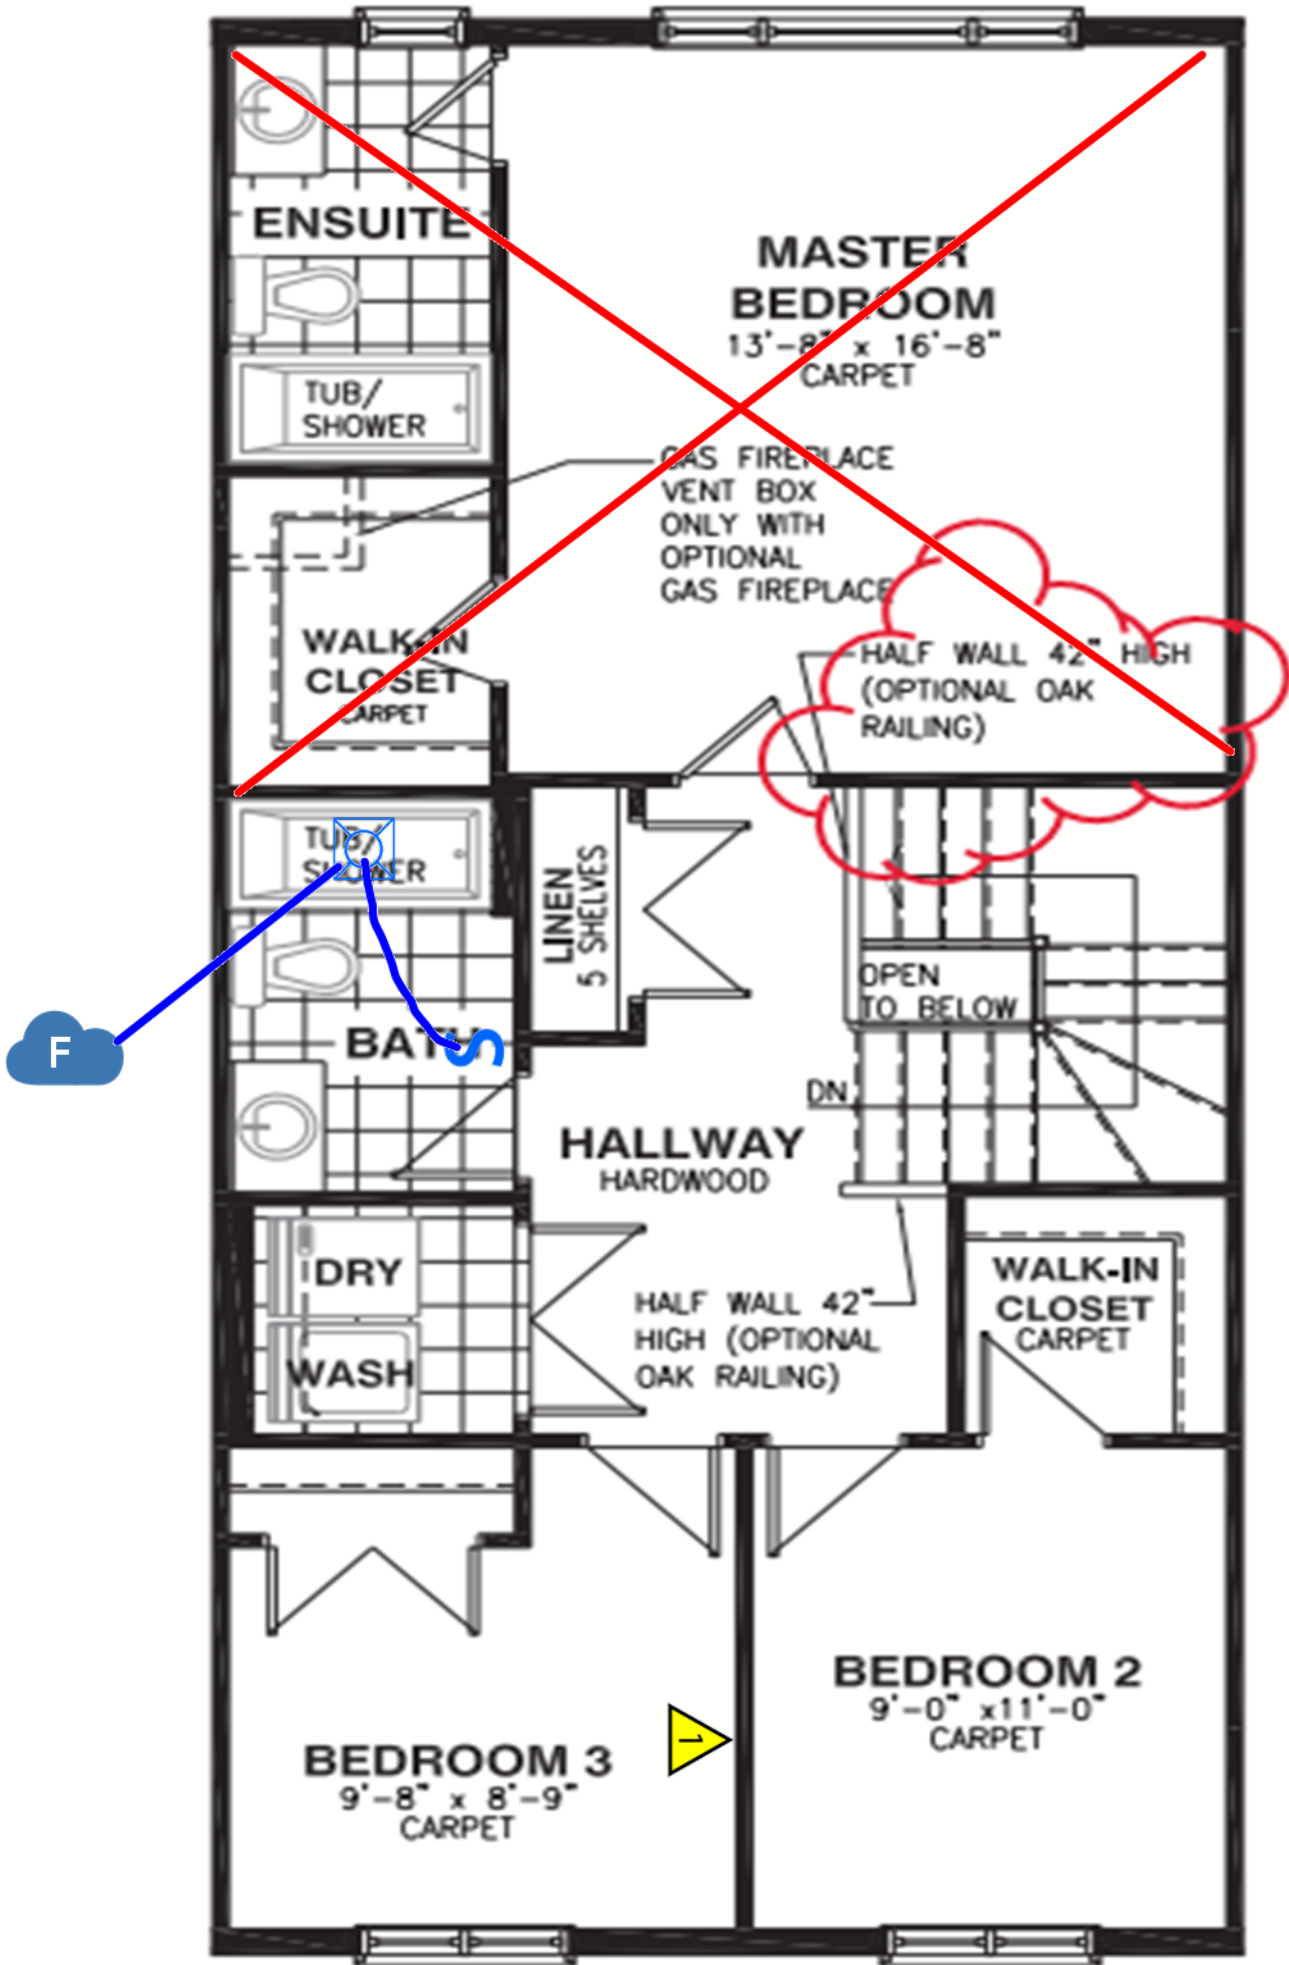 ENSUITE
MASTER
BEDROOM
13'-8" x 16'-8"
CARPET
TUB/
SHOWER
GAS FIREPLACE
VENT BOX
ONLY WITH
OPTIONAL
GAS FIREPLACE
WALK-IN
CLOSET
CARPET
HALF WALL 42" HIGH
(OPTIONAL OAK
RAILING)
TUB/
SHOWER
LINEN
5 SHELVES
OPEN
TO BELOW
F
BATH
S
DN
HALLWAY
HARDWOOD
DRY
WASH
HALF WALL 42"
HIGH (OPTIONAL
OAK RAILING)
WALK-IN
CLOSET
CARPET
BEDROOM 2
9'-0" x11'-0"
CARPET
1
BEDROOM 3
9'-8" x 8'-9"
CARPET